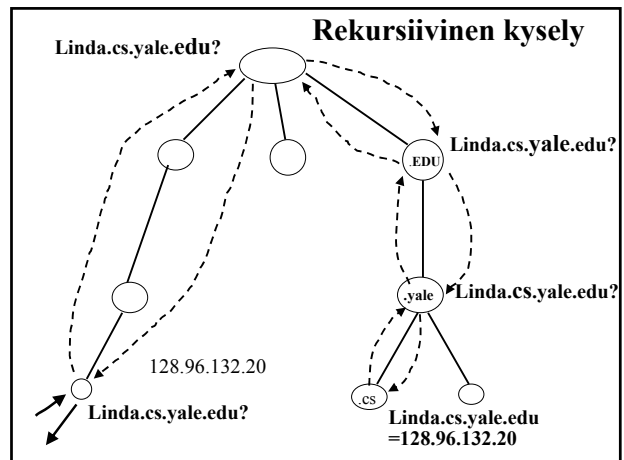 Rekursiivinen kysely
Linda.cs.yale.edu?
Linda.cs.yale.edu?
.EDU
.yale
Linda.cs.yale.edu?
128.96.132.20
.cs
Linda.cs.yale.edu?
Linda.cs.yale.edu
=128.96.132.20